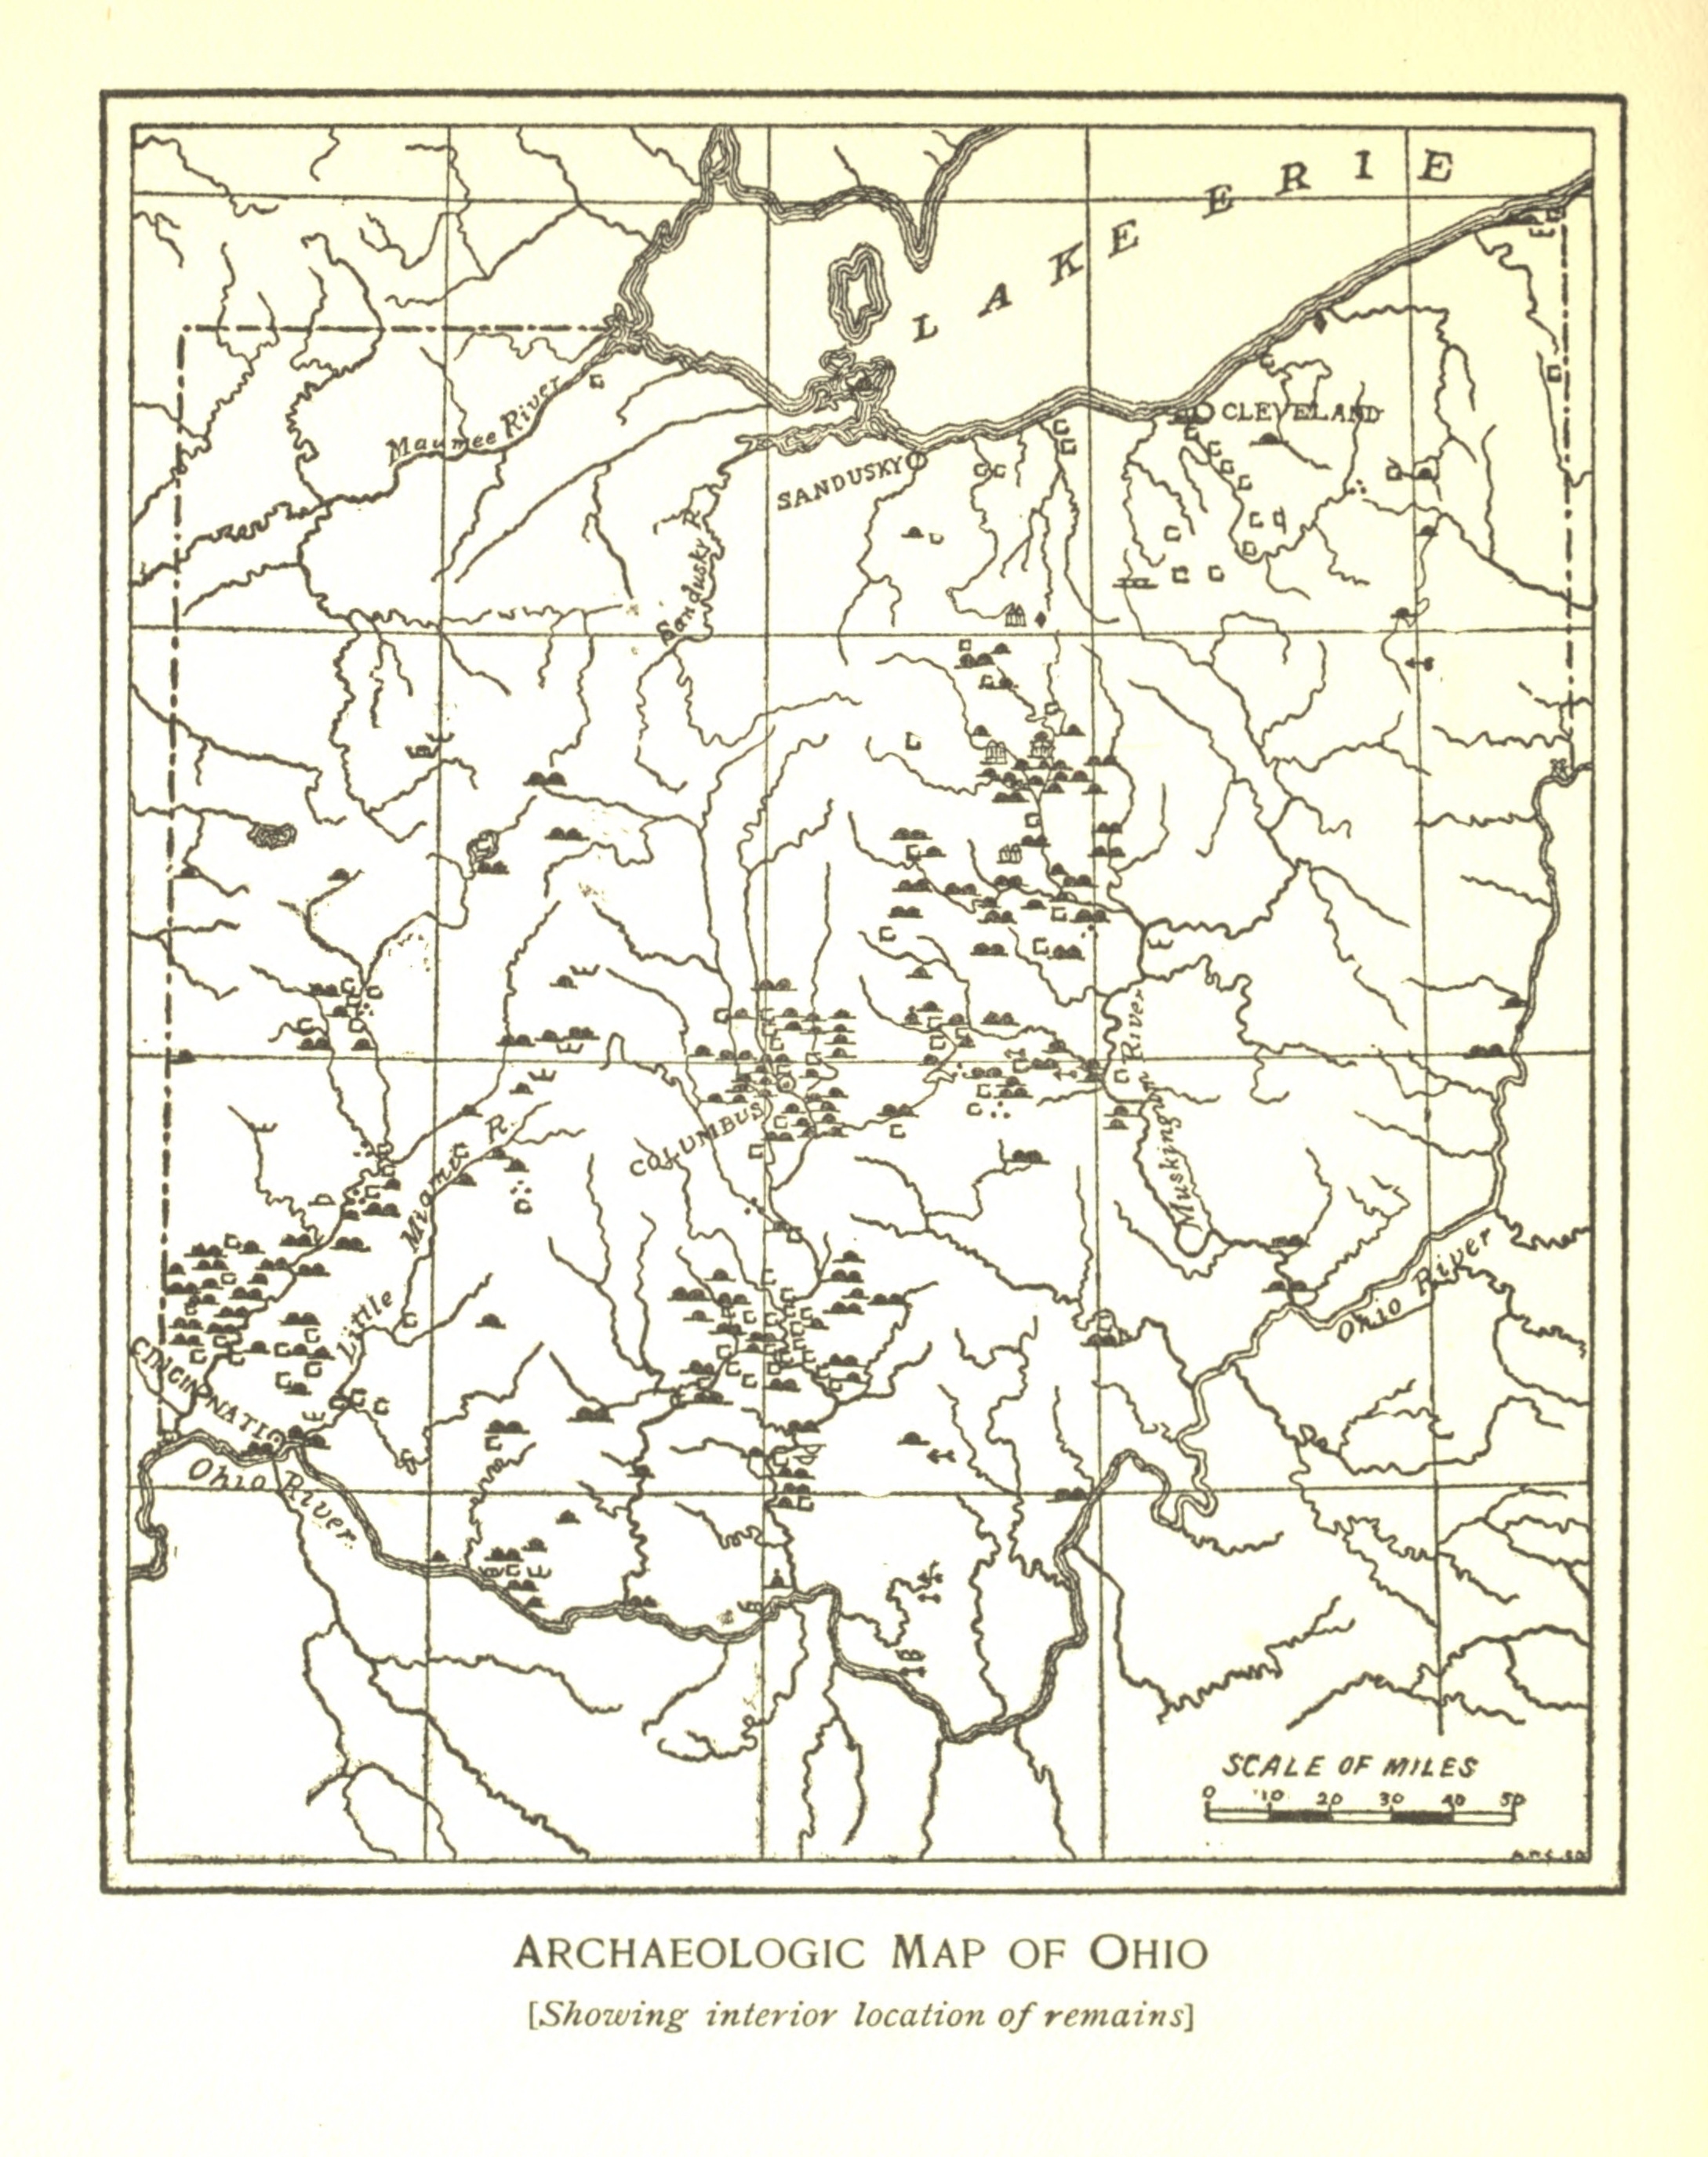 LAKE ERIE
Maumee River
CLEVELAND
SANDUSKY
Sandusky R.
Muskingum River
COLUMBUS
Little Miami R.
CINCINNATI
Ohio River
Ohio River
SCALE OF MILES
0 10 20 30 40 50
ARCHAEOLOGIC MAP OF OHIO
[Showing interior location of remains]